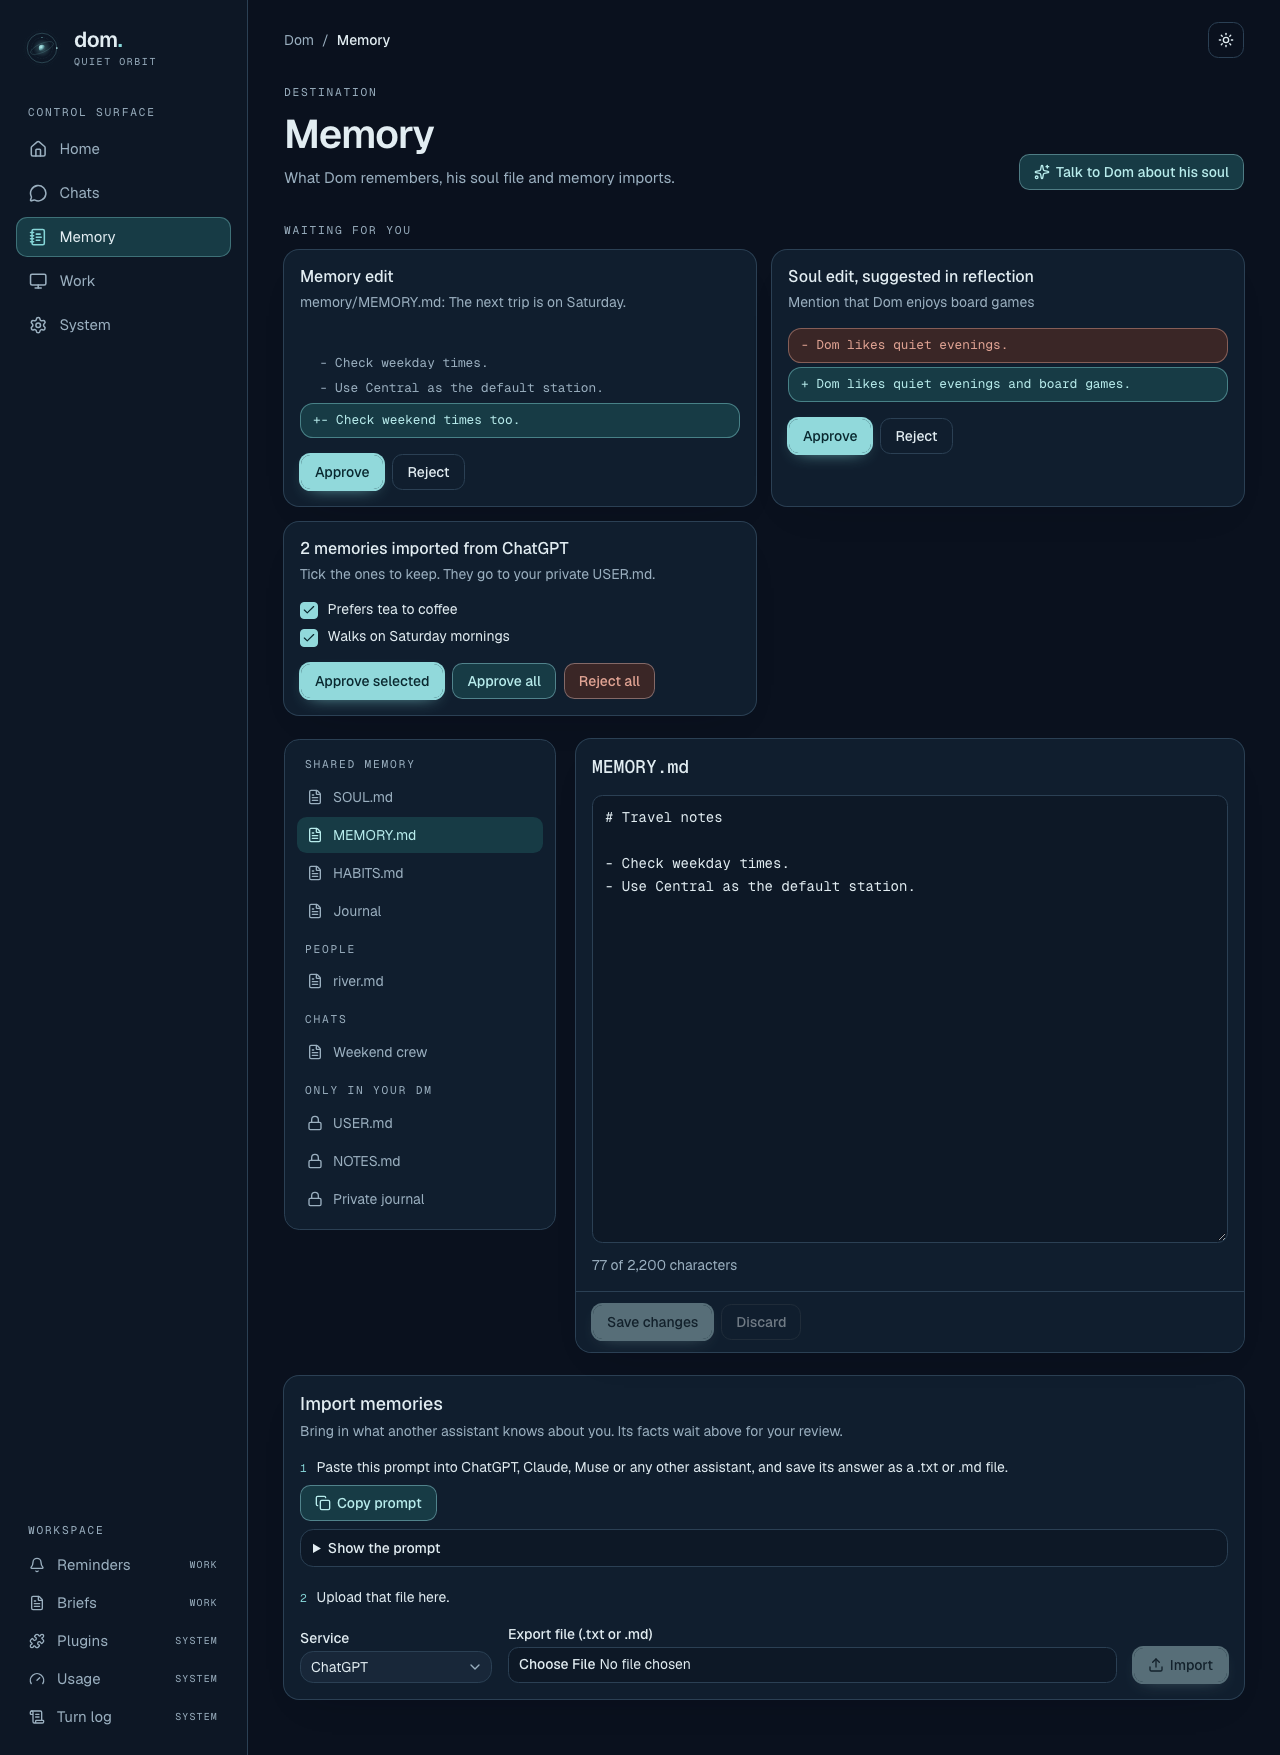 dom.
QUIET ORBIT
CONTROL SURFACE
Home
Chats
Memory
Work
System
WORKSPACE
Reminders WORK
Briefs WORK
Plugins SYSTEM
Usage SYSTEM
Turn log SYSTEM
Dom / Memory
DESTINATION
Memory
What Dom remembers, his soul file and memory imports.
Talk to Dom about his soul
WAITING FOR YOU
Memory edit
memory/MEMORY.md: The next trip is on Saturday.
- Check weekday times.
- Use Central as the default station.
+- Check weekend times too.
Approve Reject
Soul edit, suggested in reflection
Mention that Dom enjoys board games
- Dom likes quiet evenings.
+ Dom likes quiet evenings and board games.
Approve Reject
2 memories imported from ChatGPT
Tick the ones to keep. They go to your private USER.md.
Prefers tea to coffee
Walks on Saturday mornings
Approve selected Approve all Reject all
SHARED MEMORY
SOUL.md
MEMORY.md
HABITS.md
Journal
PEOPLE
river.md
CHATS
Weekend crew
ONLY IN YOUR DM
USER.md
NOTES.md
Private journal
MEMORY.md
# Travel notes
- Check weekday times.
- Use Central as the default station.
77 of 2,200 characters
Save changes Discard
Import memories
Bring in what another assistant knows about you. Its facts wait above for your review.
1 Paste this prompt into ChatGPT, Claude, Muse or any other assistant, and save its answer as a .txt or .md file.
Copy prompt
Show the prompt
2 Upload that file here.
Service
ChatGPT
Export file (.txt or .md)
Choose File No file chosen
Import